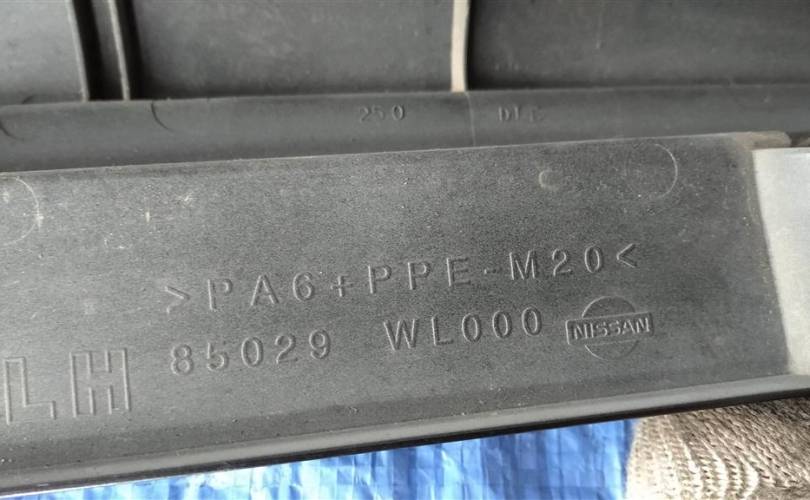 250
>PA6+PPE-M20<
85029 WL000 NISSAN
LH